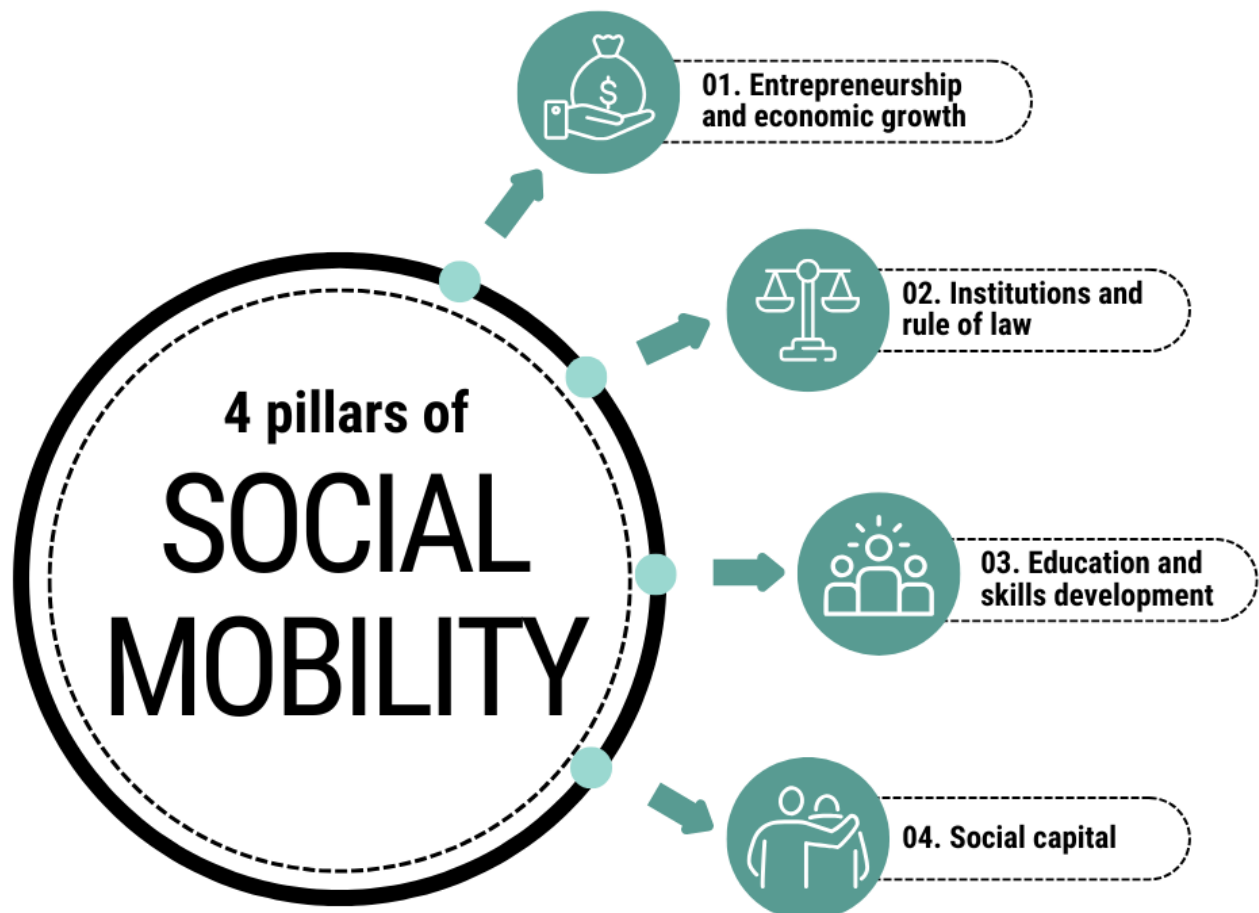 01. Entrepreneurship
and economic growth
02. Institutions and
rule of law
4 pillars of
SOCIAL
MOBILITY
03. Education and
skills development
04. Social capital
$